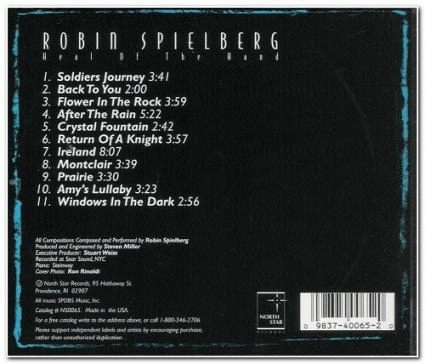 ROBIN SPIELBERG
Heal Of The Hand
1. Soldiers Journey 3:41
2. Back To You 2:00
3. Flower In The Rock 3:59
4. After The Rain 5:22
5. Crystal Fountain 2:42
6. Return Of A Knight 3:57
7. Ireland 8:07
8. Montclair 3:39
9. Prairie 3:30
10. Amy's Lullaby 3:23
11. Windows In The Dark 2:56
All Compositions Composed and Performed by Robin Spielberg
Produced and Engineered by Steven Miller
Executive Producer: Stuart Weiss
Recorded at Sear Sound, NYC
Piano: Steinway
Cover Photo: Ron Rinaldi
Ⓟ North Star Records, 95 Hathaway St.
Providence, RI 02907
All music SPOBS Music, Inc.
Catalog # NS0065. Made in the USA.
For a free catalog write to the address above, or call 1-800-346-2706
Please support independent labels and artists by encouraging purchase,
rather than unauthorized duplication.
NORTH
STAR
RECORDS
0 9837-40065-2 0